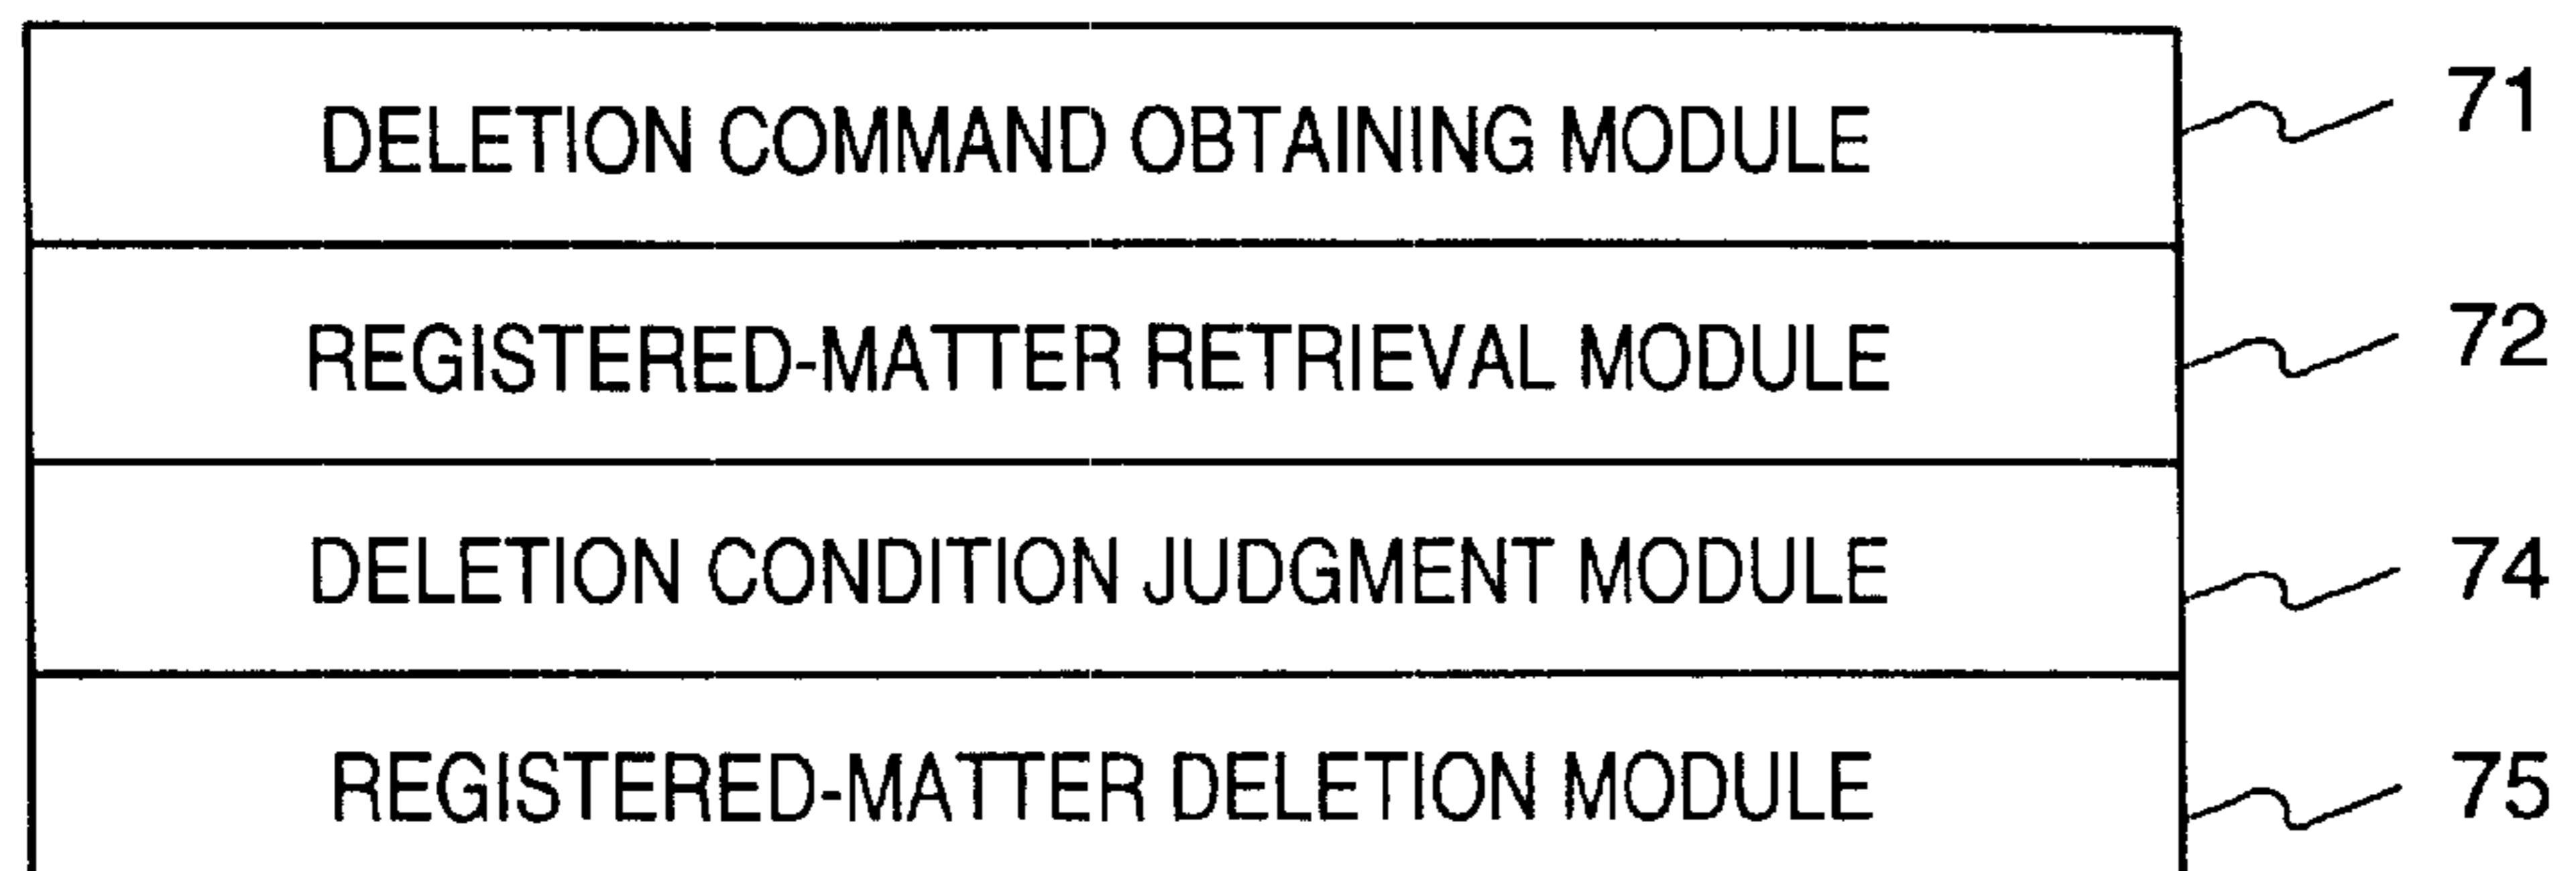 DELETION COMMAND OBTAINING MODULE 71
REGISTERED-MATTER RETRIEVAL MODULE 72
DELETION CONDITION JUDGMENT MODULE 74
REGISTERED-MATTER DELETION MODULE 75